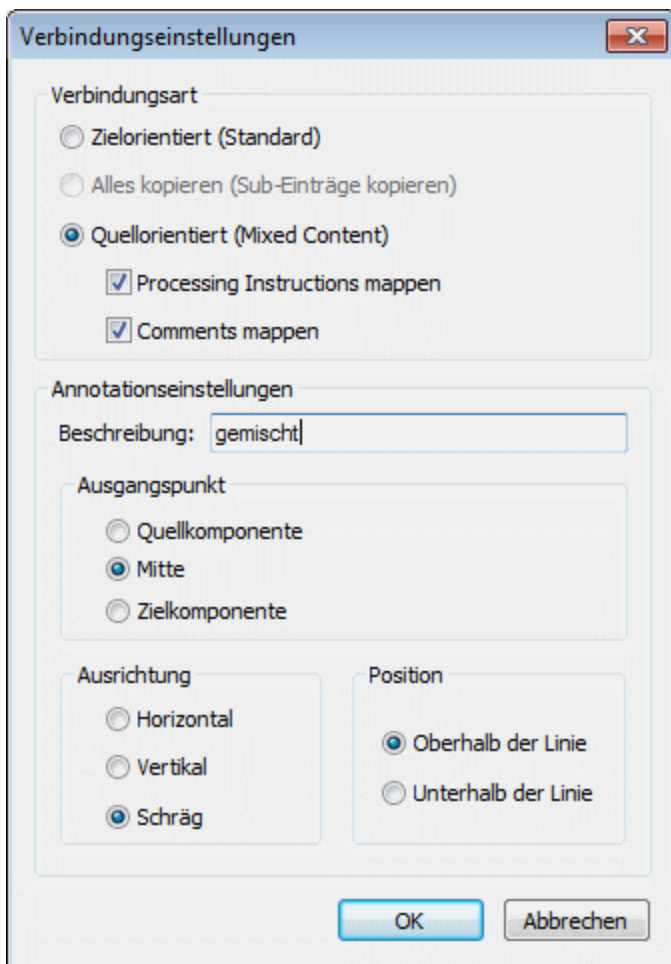 Verbindungseinstellungen
Verbindungsart
Zielorientiert (Standard)
Alles kopieren (Sub-Einträge kopieren)
Quellorientiert (Mixed Content)
Processing Instructions mappen
Comments mappen
Annotationseinstellungen
Beschreibung: gemischt
Ausgangspunkt
Quellkomponente
Mitte
Zielkomponente
Ausrichtung
Horizontal
Vertikal
Schräg
Position
Oberhalb der Linie
Unterhalb der Linie
OK Abbrechen